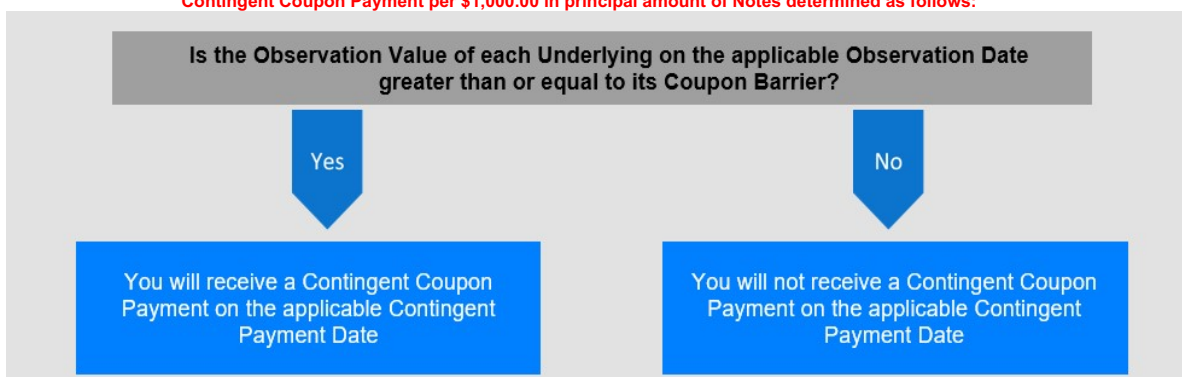 Contingent Coupon Payment per $1,000.00 in principal amount of Notes determined as follows:
Is the Observation Value of each Underlying on the applicable Observation Date
greater than or equal to its Coupon Barrier?
Yes
No
You will receive a Contingent Coupon
Payment on the applicable Contingent
Payment Date
You will not receive a Contingent Coupon
Payment on the applicable Contingent
Payment Date